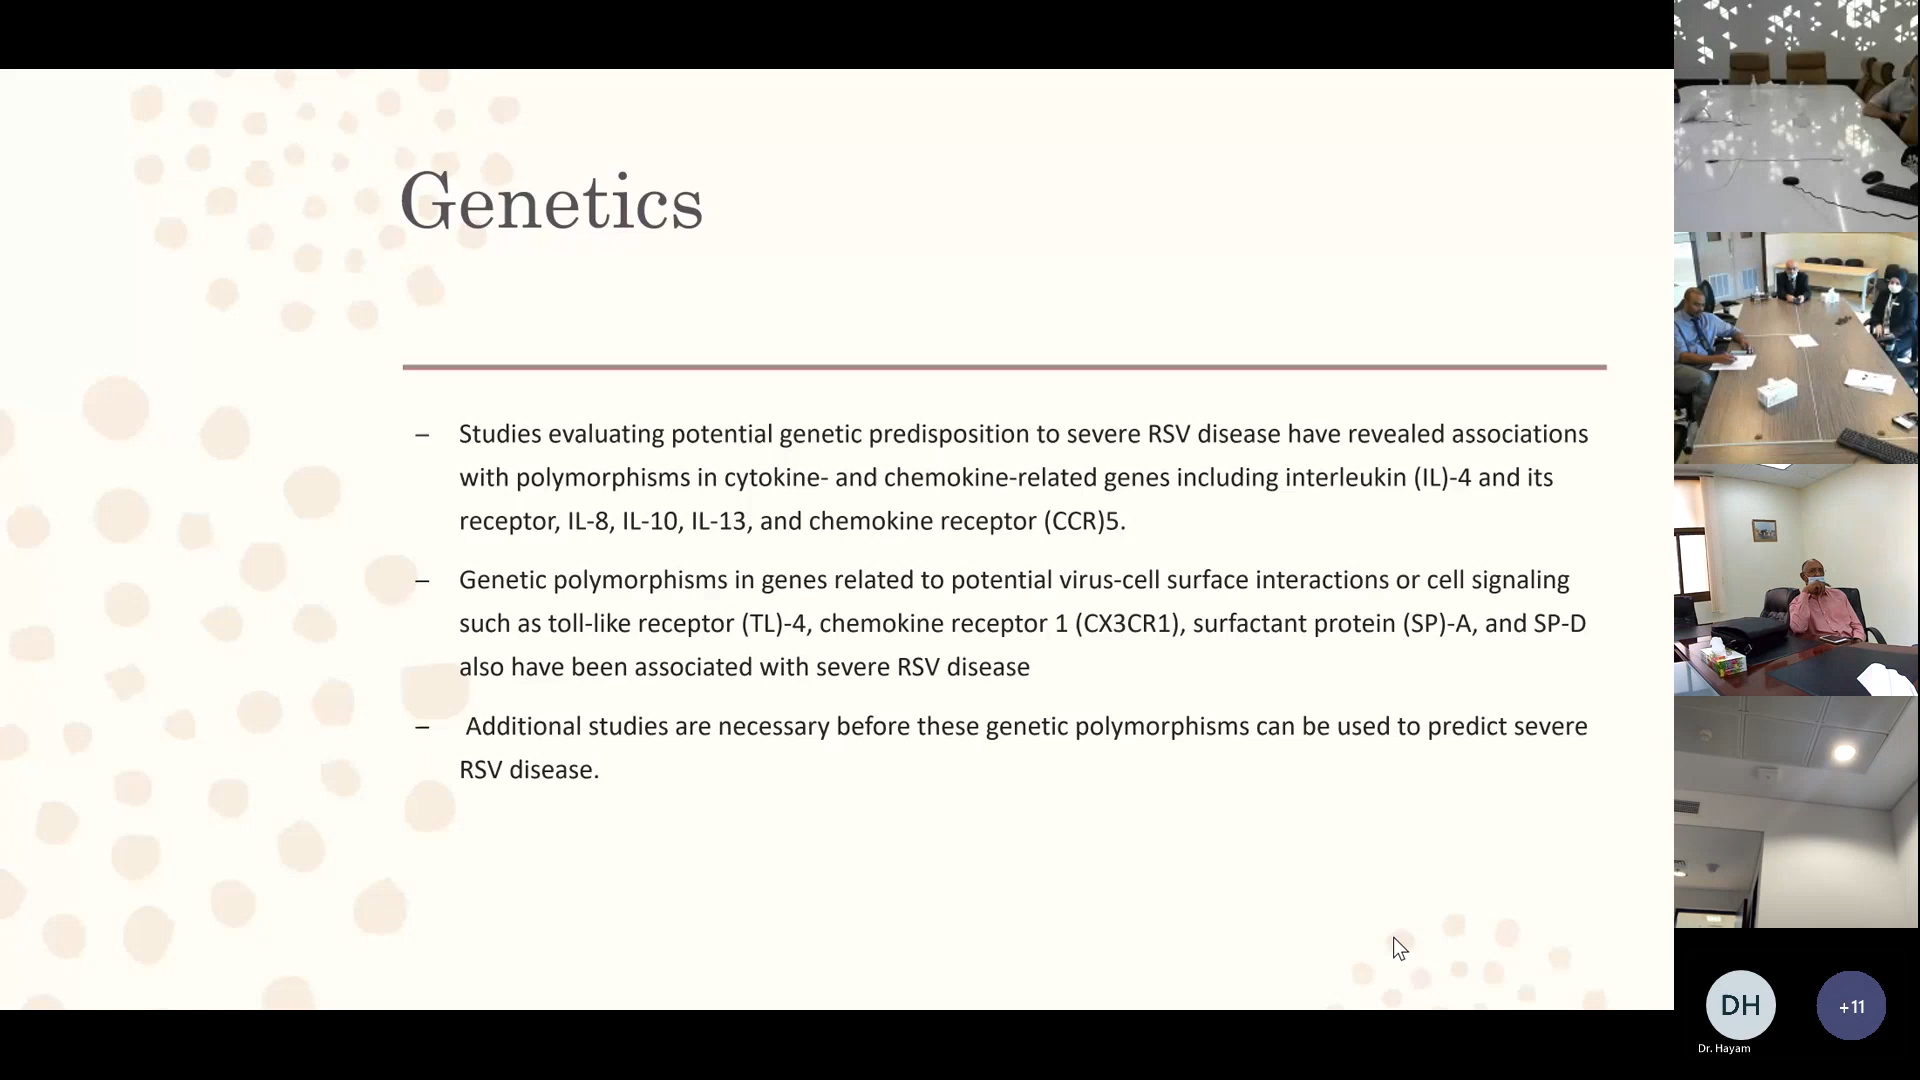 Genetics
– Studies evaluating potential genetic predisposition to severe RSV disease have revealed associations
with polymorphisms in cytokine- and chemokine-related genes including interleukin (IL)-4 and its
receptor, IL-8, IL-10, IL-13, and chemokine receptor (CCR)5.
– Genetic polymorphisms in genes related to potential virus-cell surface interactions or cell signaling
such as toll-like receptor (TL)-4, chemokine receptor 1 (CX3CR1), surfactant protein (SP)-A, and SP-D
also have been associated with severe RSV disease
– Additional studies are necessary before these genetic polymorphisms can be used to predict severe
RSV disease.
DH
+11
Dr. Hayam